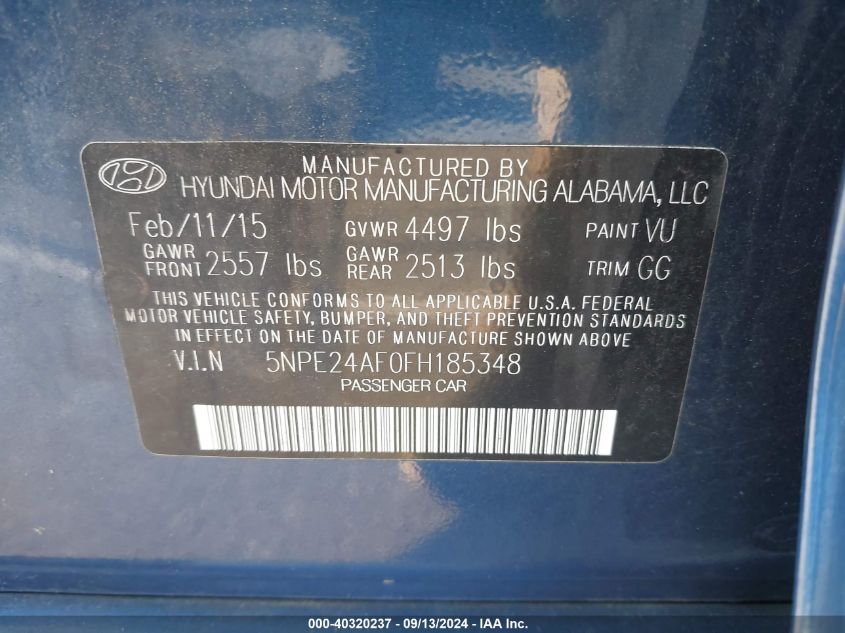 MANUFACTURED BY
HYUNDAI MOTOR MANUFACTURING ALABAMA, LLC
Feb/11/15 GVWR 4497 lbs PAINT VU
GAWR FRONT 2557 lbs GAWR REAR 2513 lbs TRIM GG
THIS VEHICLE CONFORMS TO ALL APPLICABLE U.S.A. FEDERAL
MOTOR VEHICLE SAFETY, BUMPER, AND THEFT PREVENTION STANDARDS
IN EFFECT ON THE DATE OF MANUFACTURE SHOWN ABOVE.
V.I.N 5NPE24AF0FH185348
PASSENGER CAR
000-40320237 - 09/13/2024 - IAA Inc.